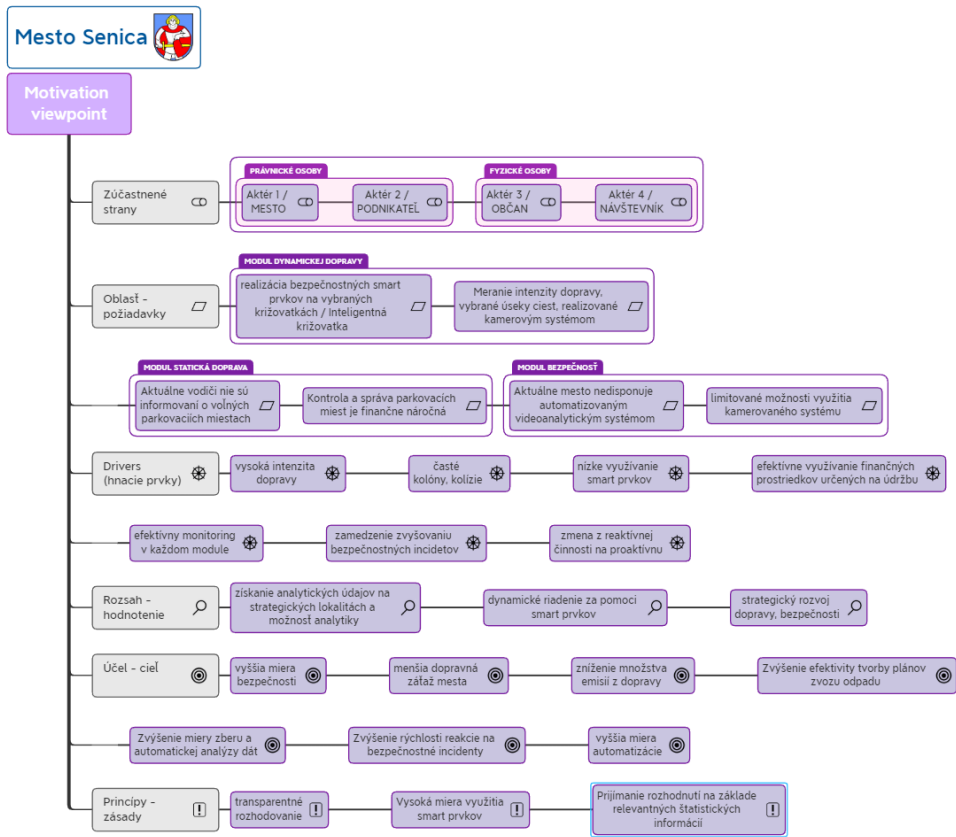 Mesto Senica
Motivation
viewpoint
Zúčastnené
strany
PRÁVNICKÉ OSOBY
Aktér 1 /
MESTO
Aktér 2 /
PODNIKATEĽ
FYZICKÉ OSOBY
Aktér 3 /
OBČAN
Aktér 4 /
NÁVŠTEVNÍK
Oblasť -
požiadavky
MODUL DYNAMICKEJ DOPRAVY
realizácia bezpečnostných smart
prvkov na vybraných
križovatkách / Inteligentná
križovatka
Meranie intenzity dopravy,
vybrané úseky ciest, realizované
kamerovým systémom
MODUL STATICKÁ DOPRAVA
Aktuálne vodiči nie sú
informovaní o voľných
parkovaciích miestach
Kontrola a správa parkovacích
miest je finančne náročná
MODUL BEZPEČNOSŤ
Aktuálne mesto nedisponuje
automatizovaným
videoanalytickým systémom
limitované možnosti využitia
kamerovaného systému
Drivers
(hnacie prvky)
vysoká intenzita
dopravy
časté
kolóny, kolízie
nízke využívanie
smart prvkov
efektívne využívanie finančných
prostriedkov určených na údržbu
efektívny monitoring
v každom module
zamedzenie zvyšovaniu
bezpečnostných incidetov
zmena z reaktívnej
činnosti na proaktívnu
Rozsah -
hodnotenie
získanie analytických údajov na
strategických lokalitách a
možnosť analytiky
dynamické riadenie za pomoci
smart prvkov
strategický rozvoj
dopravy, bezpečnosti
Účel - cieľ
vyššia miera
bezpečnosti
menšia dopravná
záťaž mesta
zníženie množstva
emisií z dopravy
Zvýšenie efektivity tvorby plánov
zvozu odpadu
Zvýšenie miery zberu a
automatickej analýzy dát
Zvýšenie rýchlosti reakcie na
bezpečnostné incidenty
vyššia miera
automatizácie
Princípy -
zásady
transparentné
rozhodovanie
Vysoká miera využitia
smart prvkov
Prijímanie rozhodnutí na základe
relevantných štatistických
informácií